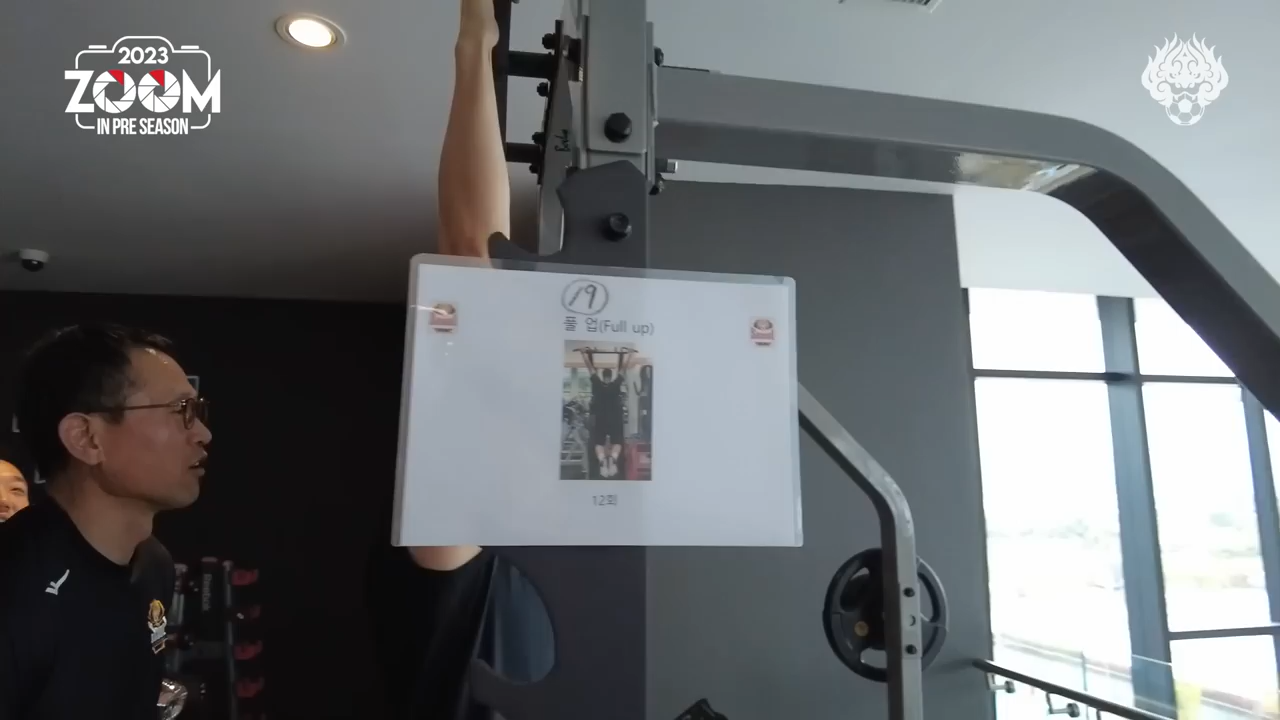 2023
ZOOM
IN PRE SEASON
19
풀 업(Full up)
12회